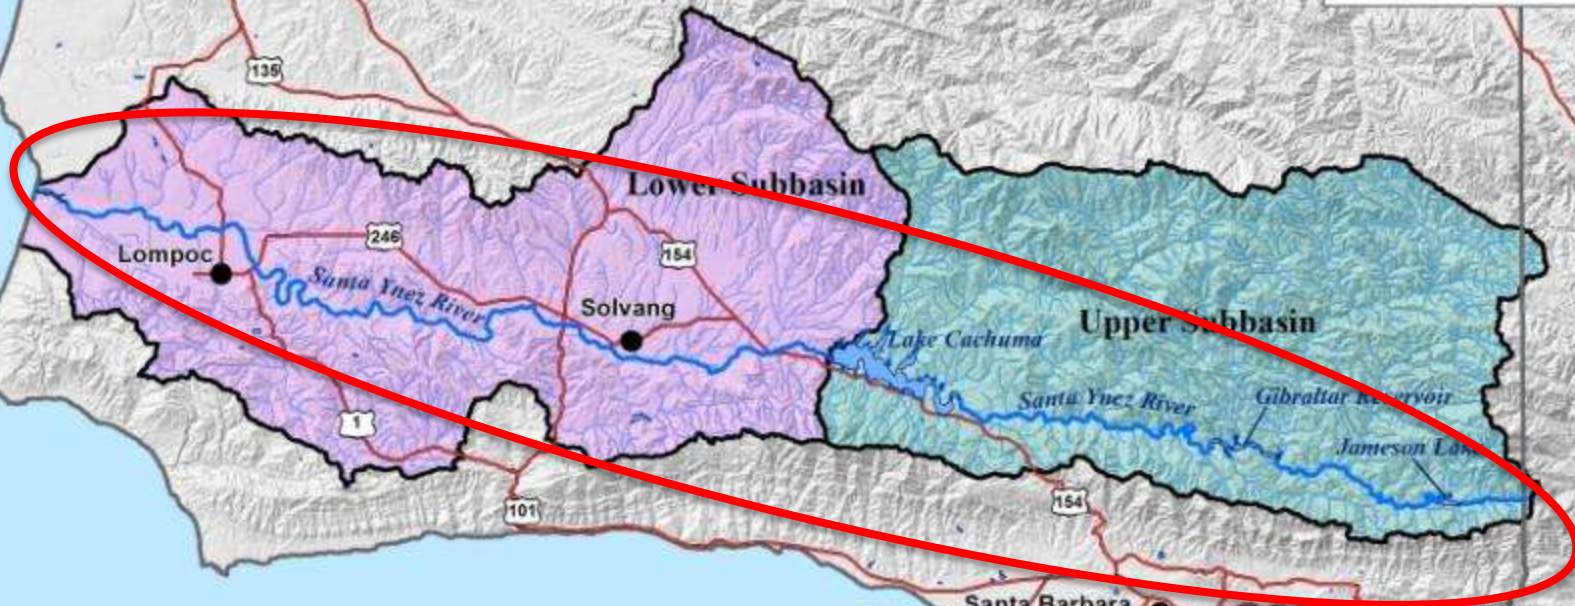 135
Lower Subbasin
246
154
Lompoc
Santa Ynez River
Solvang
Upper Subbasin
Lake Cachuma
Santa Ynez River
Gibraltar Reservoir
Jameson Lake
1
101
154
Santa Barbara